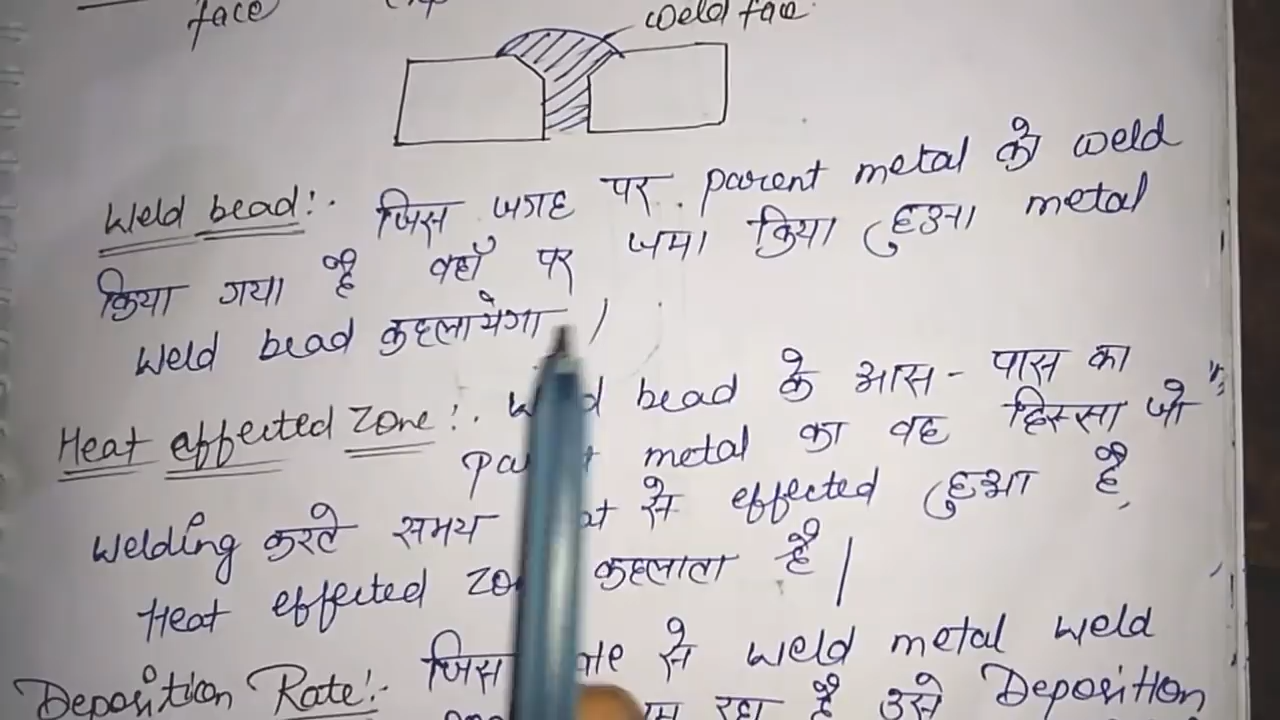 face
weld face
Weld bead:- जिस जगह पर parent metal को weld
किया गया है वहाँ पर जमा किया हुआ metal
Weld bead कहलायेगा।
Heat effected Zone:- bead के आस-पास का
metal का वह हिस्सा जो
welding करते समय से effected हुआ है,
Heat effected कहलाता है।
Deposition Rate:- जिस से weld metal weld
रहा है उसे Deposition